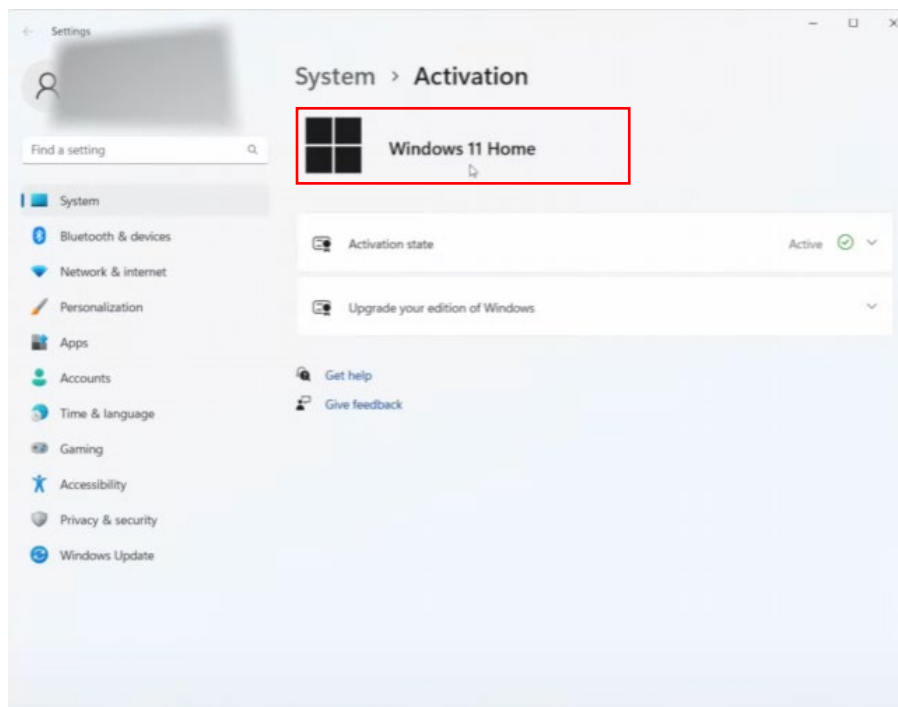 Settings
System > Activation
Windows 11 Home
Find a setting
System
Bluetooth & devices
Network & internet
Personalization
Apps
Accounts
Time & language
Gaming
Accessibility
Privacy & security
Windows Update
Activation state Active
Upgrade your edition of Windows
Get help
Give feedback